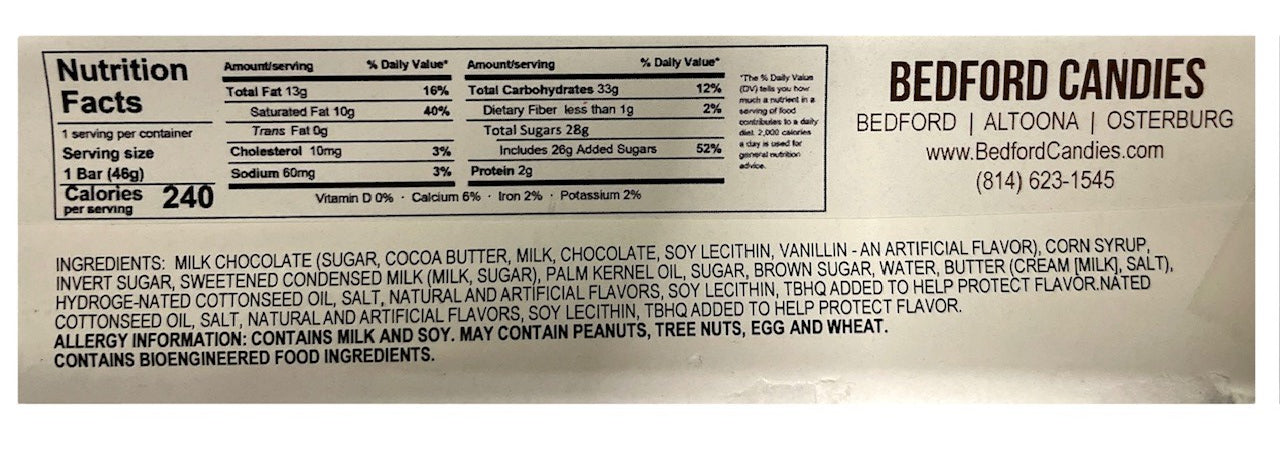 Nutrition
Facts
1 serving per container
Serving size
1 Bar (46g)
Calories 240
per serving
Amount/serving % Daily Value*
Total Fat 13g 16%
Saturated Fat 10g 40%
Trans Fat 0g
Cholesterol 10mg 3%
Sodium 60mg 3%
Amount/serving % Daily Value*
Total Carbohydrates 33g 12%
Dietary Fiber less than 1g 2%
Total Sugars 28g
Includes 26g Added Sugars 52%
Protein 2g
Vitamin D 0% · Calcium 6% · Iron 2% · Potassium 2%
*The % Daily Value
(DV) tells you how
much a nutrient in a
serving of food
contributes to a daily
diet. 2,000 calories
a day is used for
general nutrition
advice.
BEDFORD CANDIES
BEDFORD | ALTOONA | OSTERBURG
www.BedfordCandies.com
(814) 623-1545
INGREDIENTS: MILK CHOCOLATE (SUGAR, COCOA BUTTER, MILK, CHOCOLATE, SOY LECITHIN, VANILLIN - AN ARTIFICIAL FLAVOR), CORN SYRUP,
INVERT SUGAR, SWEETENED CONDENSED MILK (MILK, SUGAR), PALM KERNEL OIL, SUGAR, BROWN SUGAR, WATER, BUTTER (CREAM [MILK], SALT),
HYDROGE-NATED COTTONSEED OIL, SALT, NATURAL AND ARTIFICIAL FLAVORS, SOY LECITHIN, TBHQ ADDED TO HELP PROTECT FLAVOR.NATED
COTTONSEED OIL, SALT, NATURAL AND ARTIFICIAL FLAVORS, SOY LECITHIN, TBHQ ADDED TO HELP PROTECT FLAVOR.
ALLERGY INFORMATION: CONTAINS MILK AND SOY. MAY CONTAIN PEANUTS, TREE NUTS, EGG AND WHEAT.
CONTAINS BIOENGINEERED FOOD INGREDIENTS.